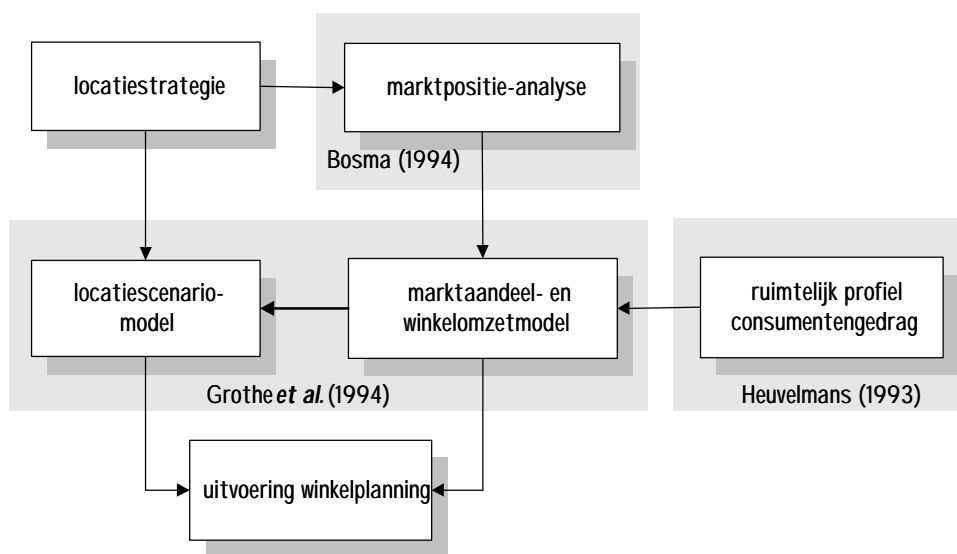 locatiestrategie
marktpositie-analyse
Bosma (1994)
locatiescenario-
model
marktaandeel- en
winkelomzetmodel
ruimtelijk profiel
consumentengedrag
Grothe et al. (1994)
Heuvelmans (1993)
uitvoering winkelplanning